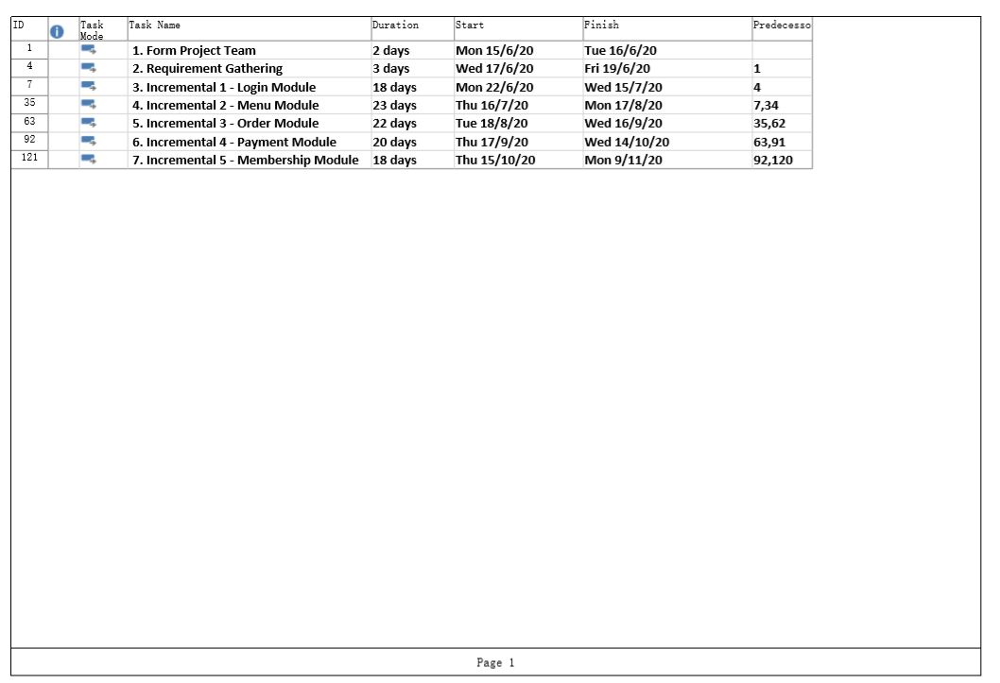 ID Task Mode Task Name Duration Start Finish Predecesso
1 1. Form Project Team 2 days Mon 15/6/20 Tue 16/6/20
4 2. Requirement Gathering 3 days Wed 17/6/20 Fri 19/6/20 1
7 3. Incremental 1 - Login Module 18 days Mon 22/6/20 Wed 15/7/20 4
35 4. Incremental 2 - Menu Module 23 days Thu 16/7/20 Mon 17/8/20 7,34
63 5. Incremental 3 - Order Module 22 days Tue 18/8/20 Wed 16/9/20 35,62
92 6. Incremental 4 - Payment Module 20 days Thu 17/9/20 Wed 14/10/20 63,91
121 7. Incremental 5 - Membership Module 18 days Thu 15/10/20 Mon 9/11/20 92,120
Page 1